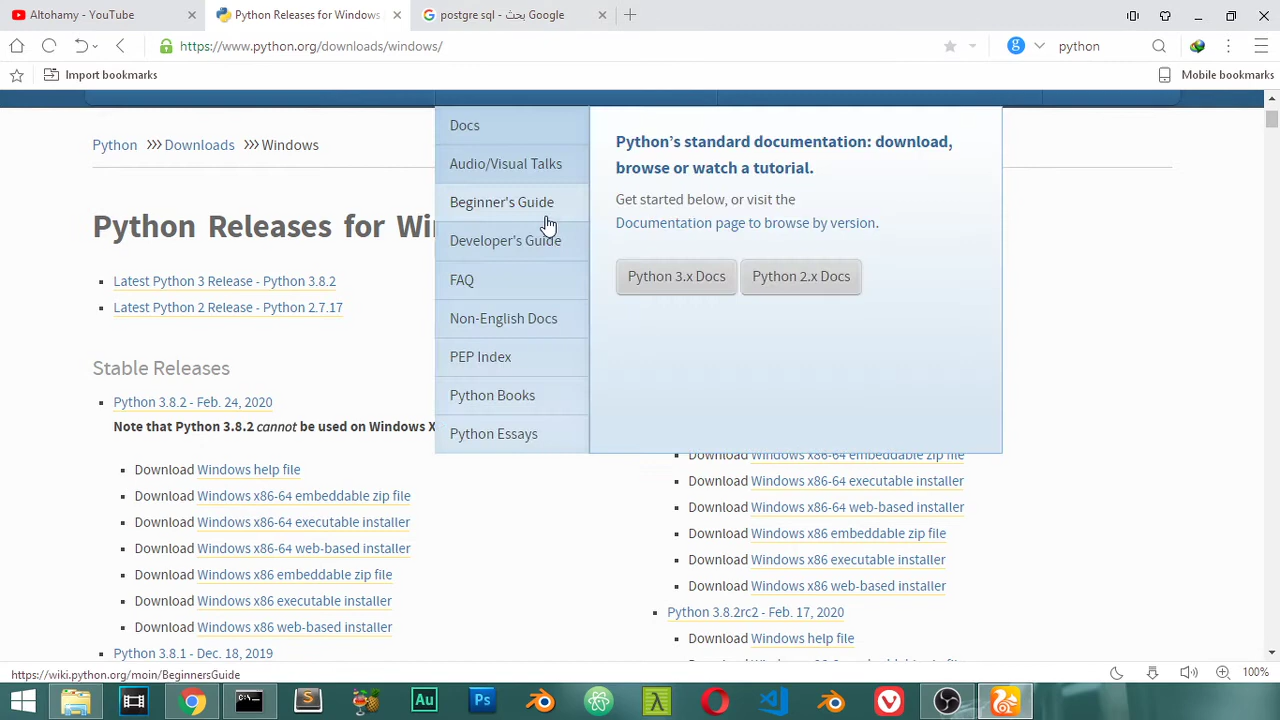 Altohamy - YouTube
Python Releases for Windows
postgre sql - بحث Google
https://www.python.org/downloads/windows/
python
Import bookmarks
Mobile bookmarks
Python >>> Downloads >>> Windows
Python Releases for Wi
Latest Python 3 Release - Python 3.8.2
Latest Python 2 Release - Python 2.7.17
Stable Releases
Python 3.8.2 - Feb. 24, 2020
Note that Python 3.8.2 cannot be used on Windows X
Download Windows help file
Download Windows x86-64 embeddable zip file
Download Windows x86-64 executable installer
Download Windows x86-64 web-based installer
Download Windows x86 embeddable zip file
Download Windows x86 executable installer
Download Windows x86 web-based installer
Python 3.8.1 - Dec. 18, 2019
Docs
Audio/Visual Talks
Beginner's Guide
Developer's Guide
FAQ
Non-English Docs
PEP Index
Python Books
Python Essays
Python's standard documentation: download,
browse or watch a tutorial.
Get started below, or visit the
Documentation page to browse by version.
Python 3.x Docs
Python 2.x Docs
Download Windows x86-64 embeddable zip file
Download Windows x86-64 executable installer
Download Windows x86-64 web-based installer
Download Windows x86 embeddable zip file
Download Windows x86 executable installer
Download Windows x86 web-based installer
Python 3.8.2rc2 - Feb. 17, 2020
Download Windows help file
https://wiki.python.org/moin/BeginnersGuide
100%
Au
Ps